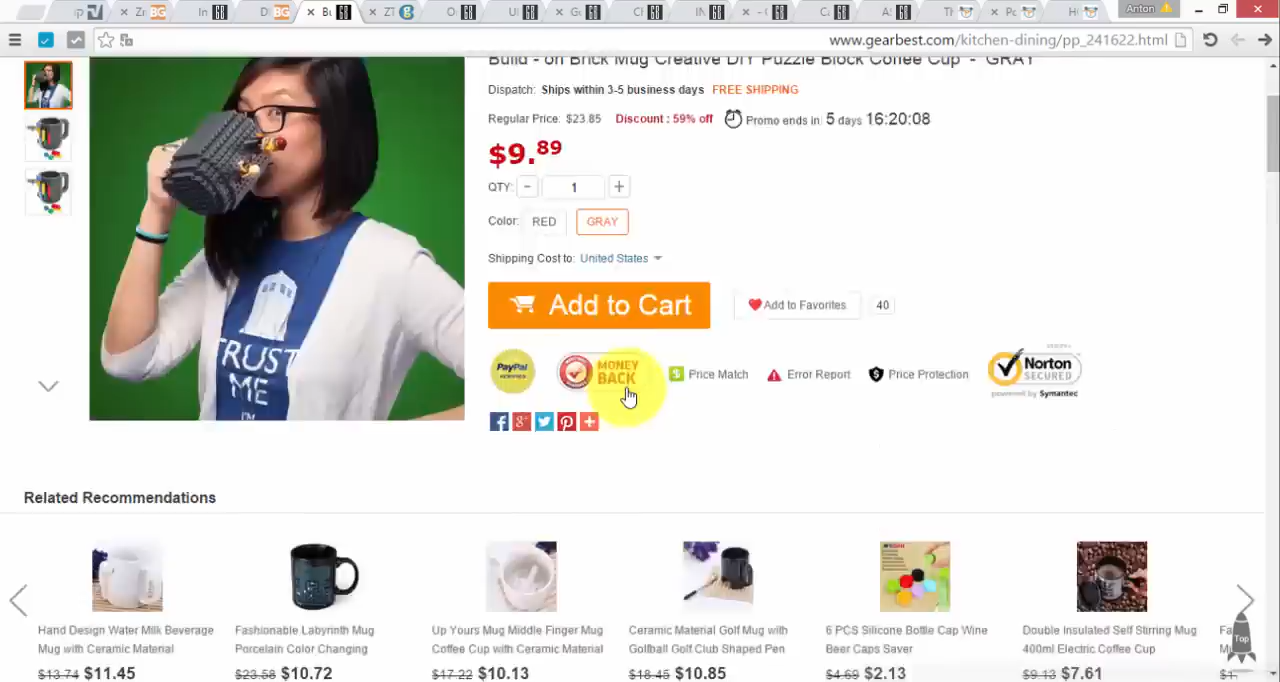 Anton
www.gearbest.com/kitchen-dining/pp_241622.html
Build - on Brick Mug Creative DIY Puzzle Block Coffee Cup - GRAY
Dispatch: Ships within 3-5 business days FREE SHIPPING
Regular Price: $23.85 Discount : 59% off Promo ends in: 5 days 16:20:08
$9.89
QTY: - 1 +
Color: RED GRAY
Shipping Cost to: United States
Add to Cart Add to Favorites 40
PayPal VERIFIED MONEY BACK Price Match Error Report Price Protection Norton SECURED powered by Symantec
TRUST
ME
Related Recommendations
Hand Design Water Milk Beverage
Mug with Ceramic Material
$13.74 $11.45
Fashionable Labyrinth Mug
Porcelain Color Changing
$23.58 $10.72
Up Yours Mug Middle Finger Mug
Coffee Cup with Ceramic Material
$17.22 $10.13
Ceramic Material Golf Mug with
Golfball Golf Club Shaped Pen
$18.45 $10.85
6 PCS Silicone Bottle Cap Wine
Beer Caps Saver
$4.69 $2.13
Double Insulated Self Stirring Mug
400ml Electric Coffee Cup
$9.13 $7.61
Top